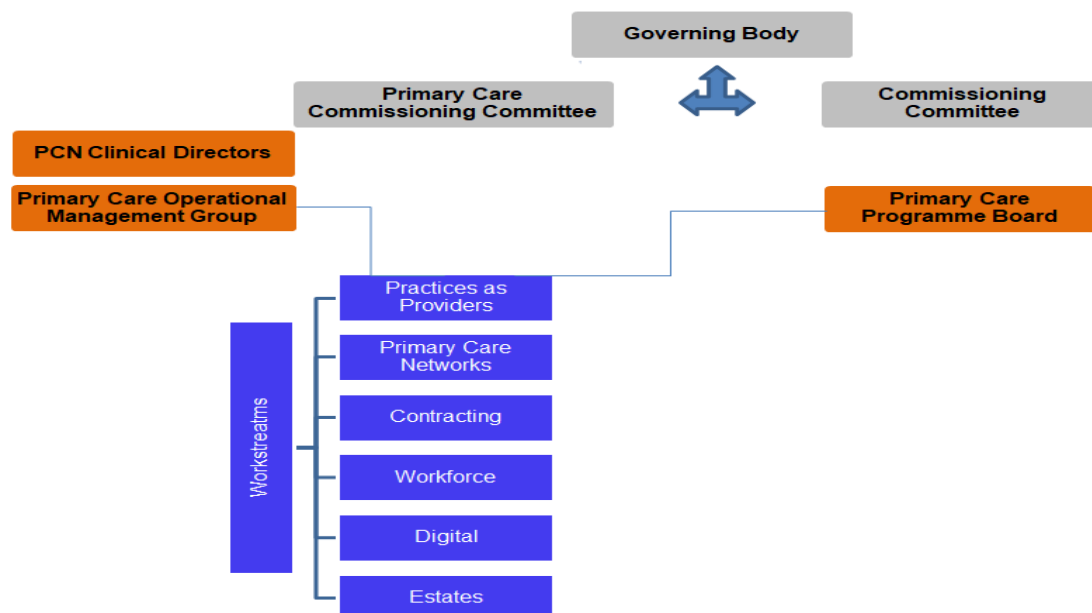 Governing Body
Primary Care
Commissioning Committee
Commissioning
Committee
PCN Clinical Directors
Primary Care Operational
Management Group
Primary Care
Programme Board
Workstreatms
Practices as
Providers
Primary Care
Networks
Contracting
Workforce
Digital
Estates